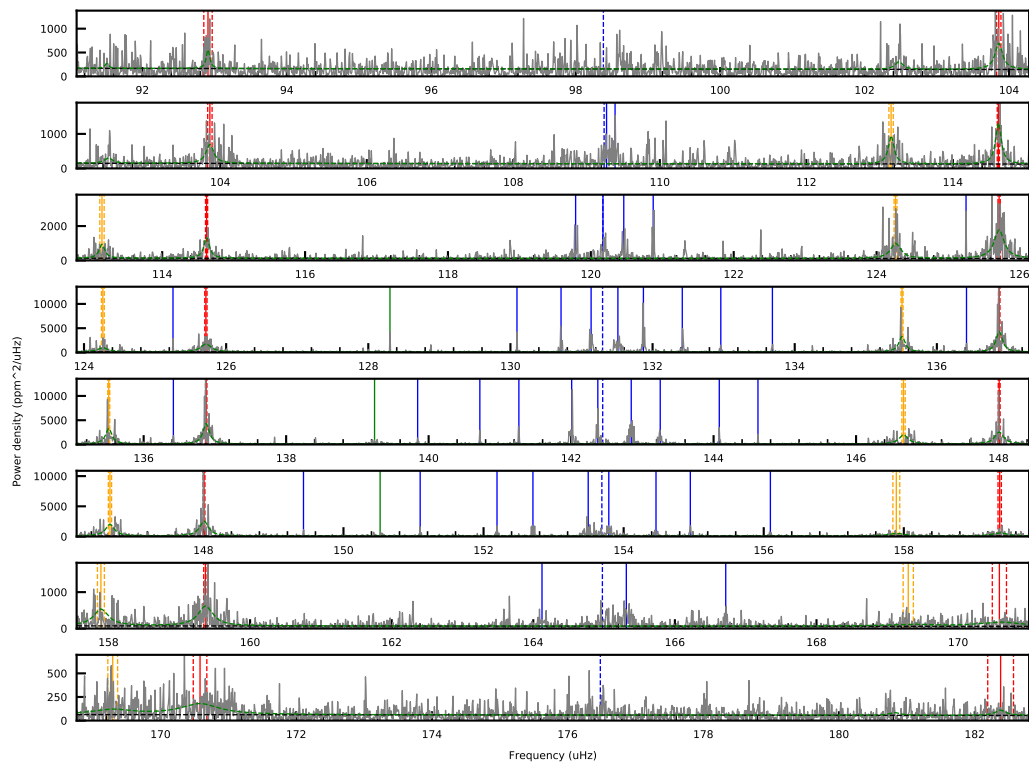 1000
500
0
92 94 96 98 100 102 104
1000
0
104 106 108 110 112 114
2000
0
114 116 118 120 122 124 126
10000
5000
0
124 126 128 130 132 134 136
10000
5000
0
136 138 140 142 144 146 148
Power density (ppm^2/uHz)
10000
5000
0
148 150 152 154 156 158
1000
0
158 160 162 164 166 168 170
500
250
0
170 172 174 176 178 180 182
Frequency (uHz)